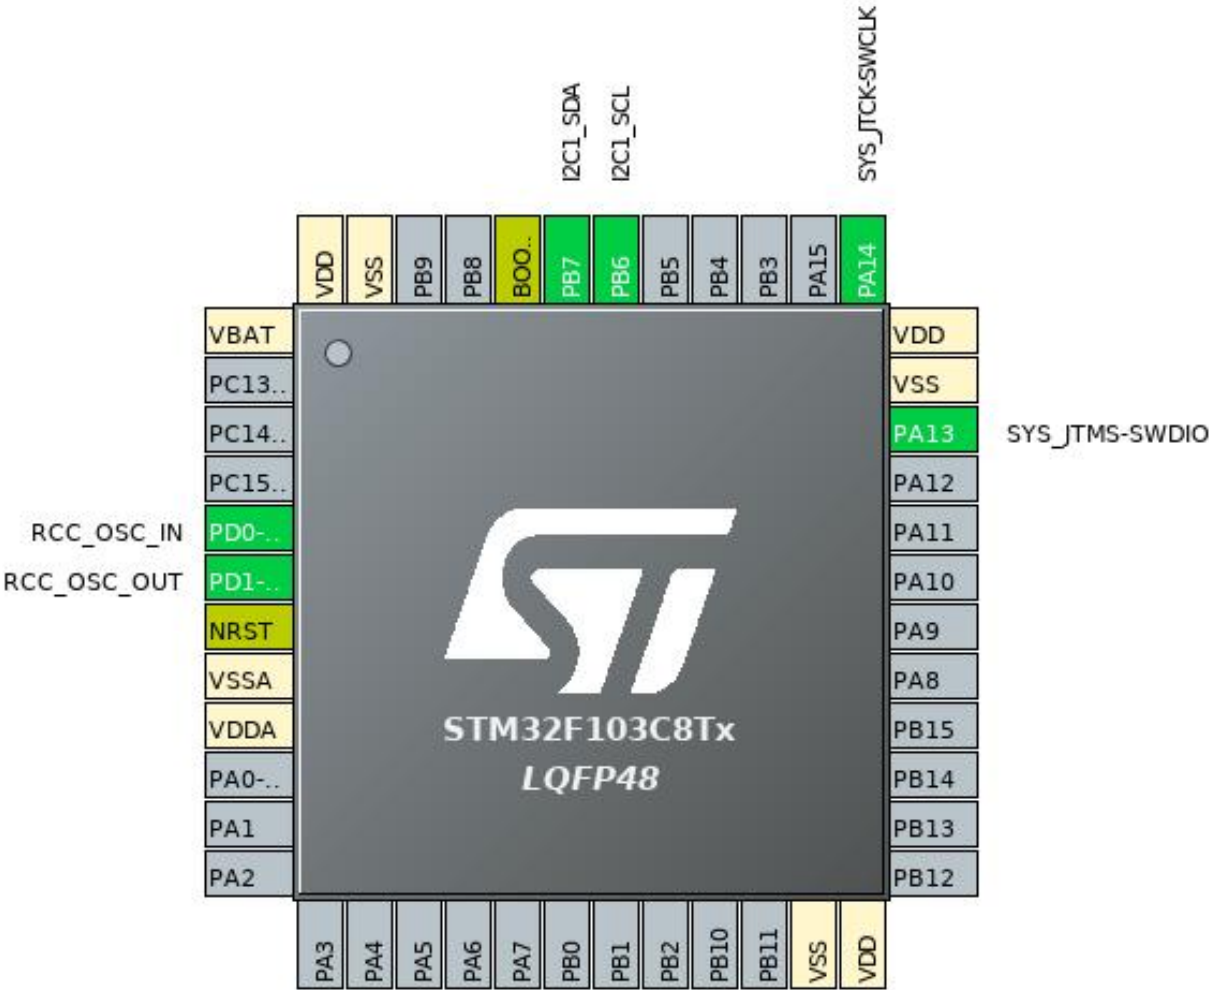 I2C1_SDA
I2C1_SCL
SYS_JTCK-SWCLK
VDD
VSS
PB9
PB8
BOO..
PB7
PB6
PB5
PB4
PB3
PA15
PA14
VBAT
PC13..
PC14..
PC15..
RCC_OSC_IN PD0-..
RCC_OSC_OUT PD1-..
NRST
VSSA
VDDA
PA0-..
PA1
PA2
ST
STM32F103C8Tx
LQFP48
VDD
VSS
PA13 SYS_JTMS-SWDIO
PA12
PA11
PA10
PA9
PA8
PB15
PB14
PB13
PB12
PA3
PA4
PA5
PA6
PA7
PB0
PB1
PB2
PB10
PB11
VSS
VDD